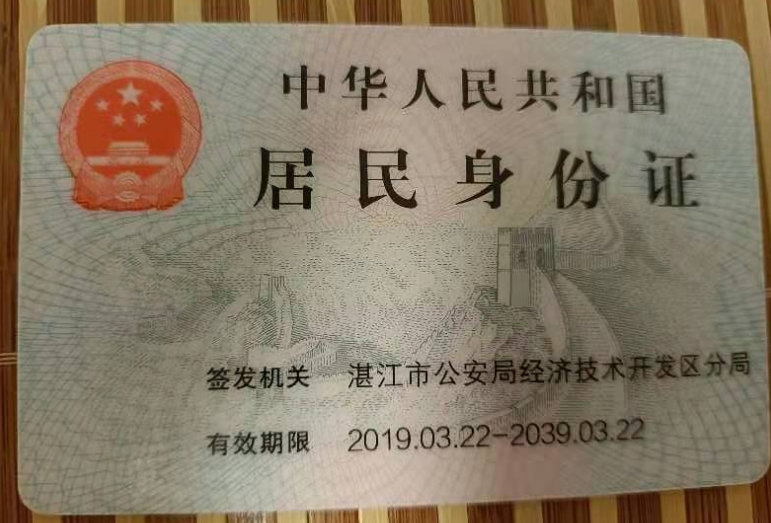 中华人民共和国
居民身份证
签发机关 湛江市公安局经济技术开发区分局
有效期限 2019.03.22-2039.03.22